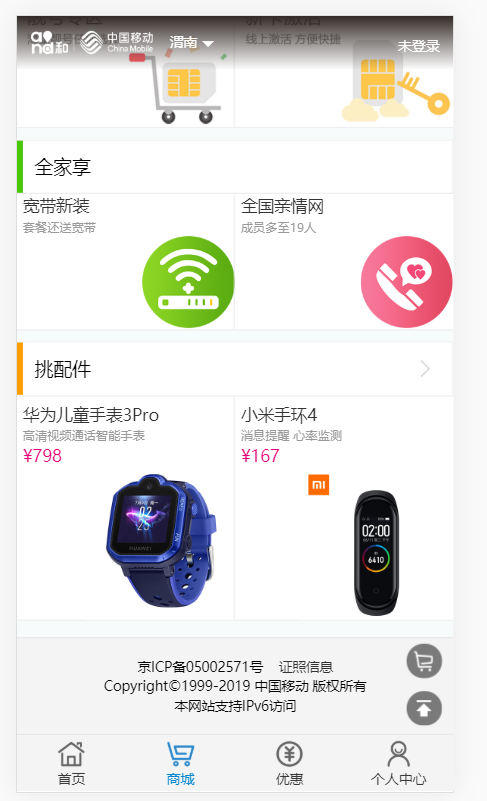 and和 中国移动 China Mobile 渭南 未登录
线上激活 方便快捷
全家享
宽带新装
套餐还送宽带
全国亲情网
成员多至19人
挑配件
华为儿童手表3Pro
高清视频通话智能手表
¥798
小米手环4
消息提醒 心率监测
¥167
HUAWEI
mi
02:00
6410
京ICP备05002571号 证照信息
Copyright©1999-2019 中国移动 版权所有
本网站支持IPv6访问
首页 商城 优惠 个人中心